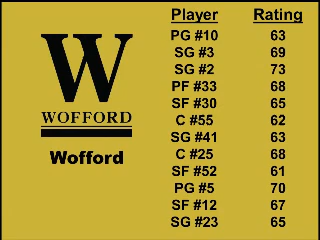 W
WOFFORD
Wofford
Player Rating
PG #10 63
SG #3 69
SG #2 73
PF #33 68
SF #30 65
C #55 62
SG #41 63
C #25 68
SF #52 61
PG #5 70
SF #12 67
SG #23 65